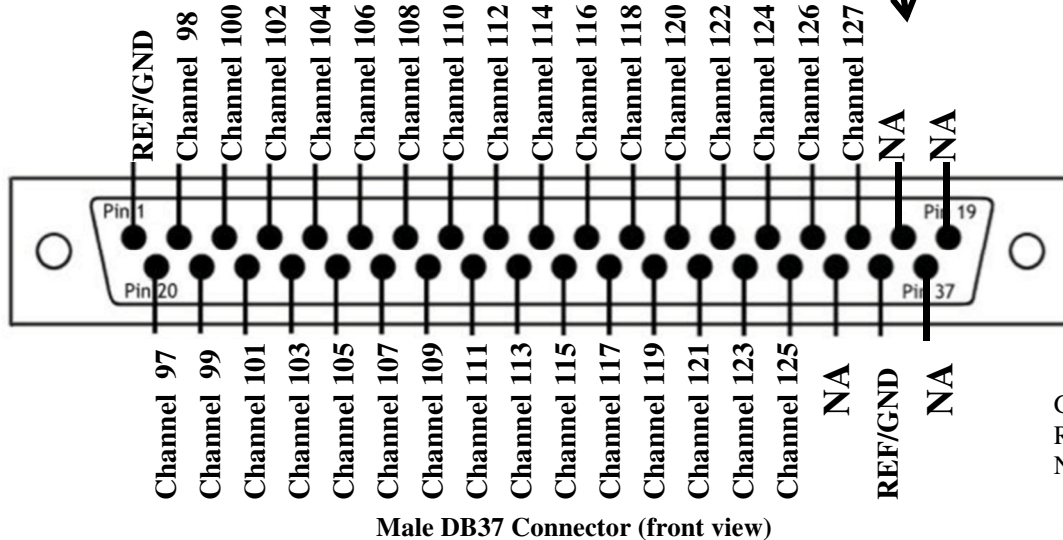 REF/GND
Channel 98
Channel 100
Channel 102
Channel 104
Channel 106
Channel 108
Channel 110
Channel 112
Channel 114
Channel 116
Channel 118
Channel 120
Channel 122
Channel 124
Channel 126
Channel 127
NA
NA
Pin 1
Pin 19
Pin 20
Pin 37
Channel 97
Channel 99
Channel 101
Channel 103
Channel 105
Channel 107
Channel 109
Channel 111
Channel 113
Channel 115
Channel 117
Channel 119
Channel 121
Channel 123
Channel 125
NA
REF/GND
NA
Male DB37 Connector (front view)